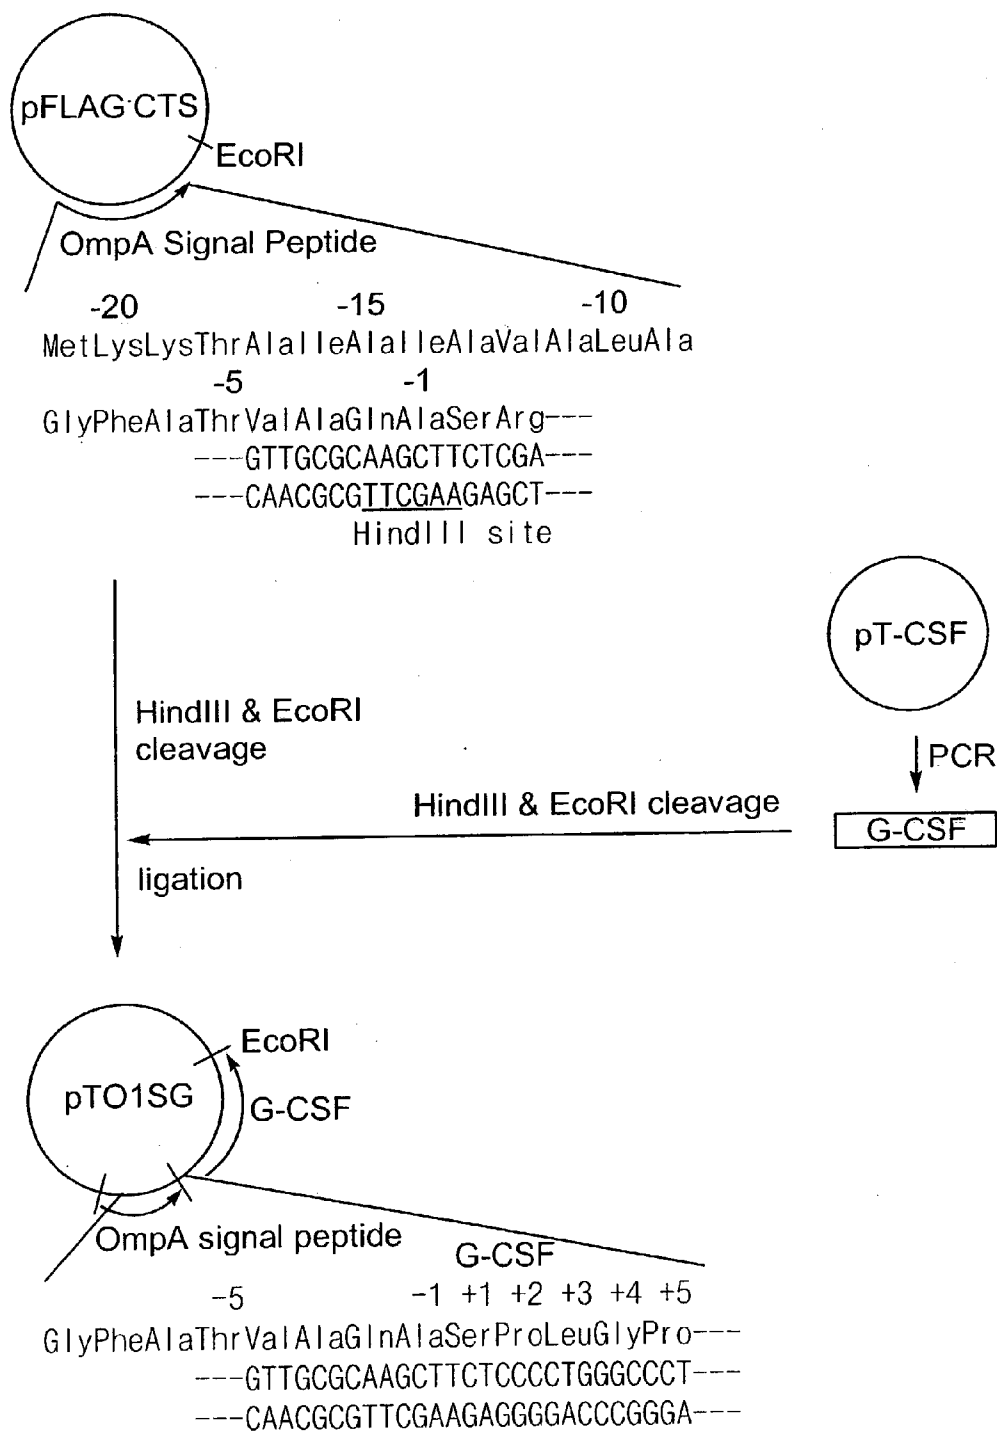 pFLAG·CTS
EcoRI
OmpA Signal Peptide
-20 -15 -10
MetLysLysThrAlaIleAlaIleAlaValAlaLeuAla
-5 -1
GlyPheAlaThrValAlaGlnAlaSerArg---
---GTTGCGCAAGCTTCTCGA---
---CAACGCGTTCGAAGAGCT---
HindIII site
pT-CSF
HindIII & EcoRI
cleavage
PCR
HindIII & EcoRI cleavage
G-CSF
ligation
EcoRI
pTO1SG
G-CSF
OmpA signal peptide
G-CSF
-5 -1 +1 +2 +3 +4 +5
GlyPheAlaThrValAlaGlnAlaSerProLeuGlyPro---
---GTTGCGCAAGCTTCTCCCCTGGGCCCT---
---CAACGCGTTCGAAGAGGGGACCCGGGA---